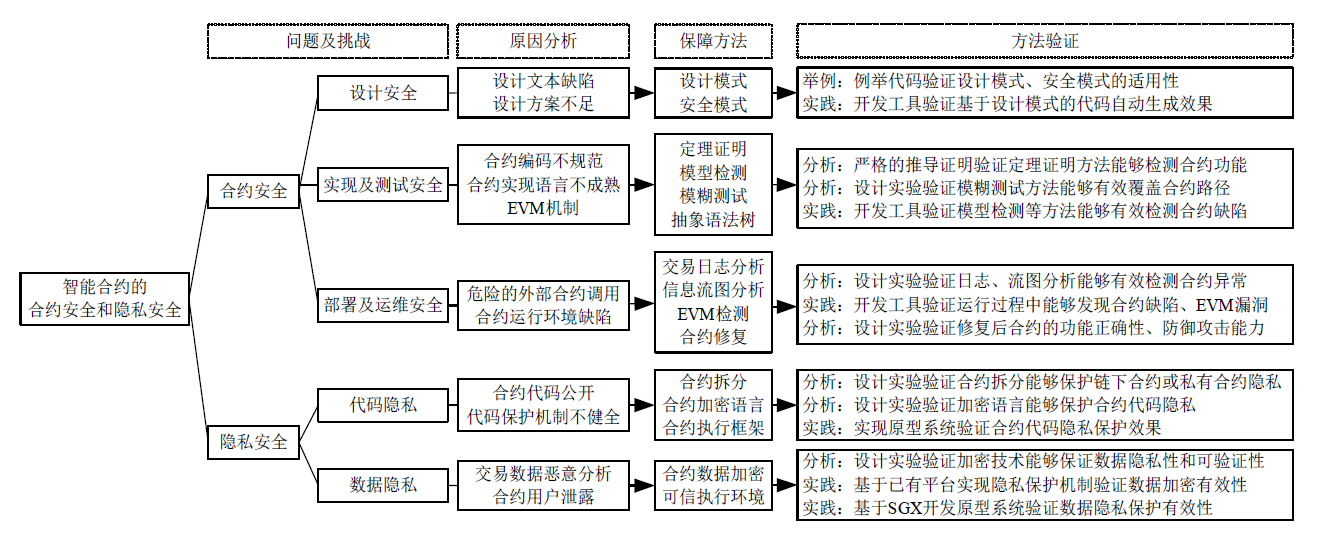 问题及挑战
原因分析
保障方法
方法验证
智能合约的
合约安全和隐私安全
合约安全
设计安全
设计文本缺陷
设计方案不足
设计模式
安全模式
举例：例举代码验证设计模式、安全模式的适用性
实践：开发工具验证基于设计模式的代码自动生成效果
实现及测试安全
合约编码不规范
合约实现语言不成熟
EVM机制
定理证明
模型检测
模糊测试
抽象语法树
分析：严格的推导证明验证定理证明方法能够检测合约功能
分析：设计实验验证模糊测试方法能够有效覆盖合约路径
实践：开发工具验证模型检测等方法能够有效检测合约缺陷
部署及运维安全
危险的外部合约调用
合约运行环境缺陷
交易日志分析
信息流图分析
EVM检测
合约修复
分析：设计实验验证日志、流图分析能够有效检测合约异常
实践：开发工具验证运行过程中能够发现合约缺陷、EVM漏洞
分析：设计实验验证修复后合约的功能正确性、防御攻击能力
隐私安全
代码隐私
合约代码公开
代码保护机制不健全
合约拆分
合约加密语言
合约执行框架
分析：设计实验验证合约拆分能够保护链下合约或私有合约隐私
分析：设计实验验证加密语言能够保护合约代码隐私
实践：实现原型系统验证合约代码隐私保护效果
数据隐私
交易数据恶意分析
合约用户泄露
合约数据加密
可信执行环境
分析：设计实验验证加密技术能够保证数据隐私性和可验证性
实践：基于已有平台实现隐私保护机制验证数据加密有效性
实践：基于SGX开发原型系统验证数据隐私保护有效性